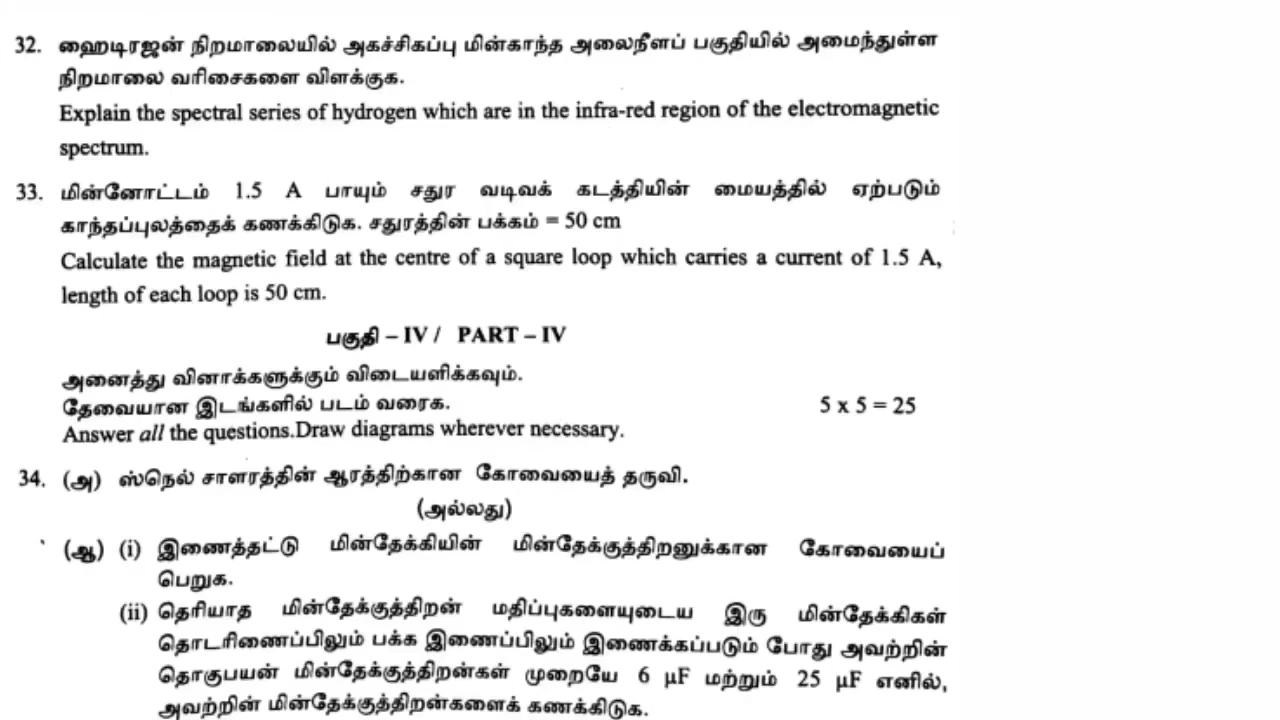 32. ஹைட்ரஜன் நிறமாலையில் அகச்சிகப்பு மின்காந்த அலைநீளப் பகுதியில் அமைந்துள்ள
நிறமாலை வரிசைகளை விளக்குக.
Explain the spectral series of hydrogen which are in the infra-red region of the electromagnetic
spectrum.
33. மின்னோட்டம் 1.5 A பாயும் சதுர வடிவக் கடத்தியின் மையத்தில் ஏற்படும்
காந்தப்புலத்தைக் கணக்கிடுக. சதுரத்தின் பக்கம் = 50 cm
Calculate the magnetic field at the centre of a square loop which carries a current of 1.5 A,
length of each loop is 50 cm.
பகுதி – IV / PART – IV
அனைத்து வினாக்களுக்கும் விடையளிக்கவும்.
தேவையான இடங்களில் படம் வரைக. 5 x 5 = 25
Answer all the questions.Draw diagrams wherever necessary.
34. (அ) ஸ்நெல் சாளரத்தின் ஆரத்திற்கான கோவையைத் தருவி.
(அல்லது)
(ஆ) (i) இணைத்தட்டு மின்தேக்கியின் மின்தேக்குத்திறனுக்கான கோவையைப்
பெறுக.
(ii) தெரியாத மின்தேக்குத்திறன் மதிப்புகளையுடைய இரு மின்தேக்கிகள்
தொடரிணைப்பிலும் பக்க இணைப்பிலும் இணைக்கப்படும் போது அவற்றின்
தொகுபயன் மின்தேக்குத்திறன்கள் முறையே 6 μF மற்றும் 25 μF எனில்,
அவற்றின் மின்தேக்குத்திறன்களைக் கணக்கிடுக.